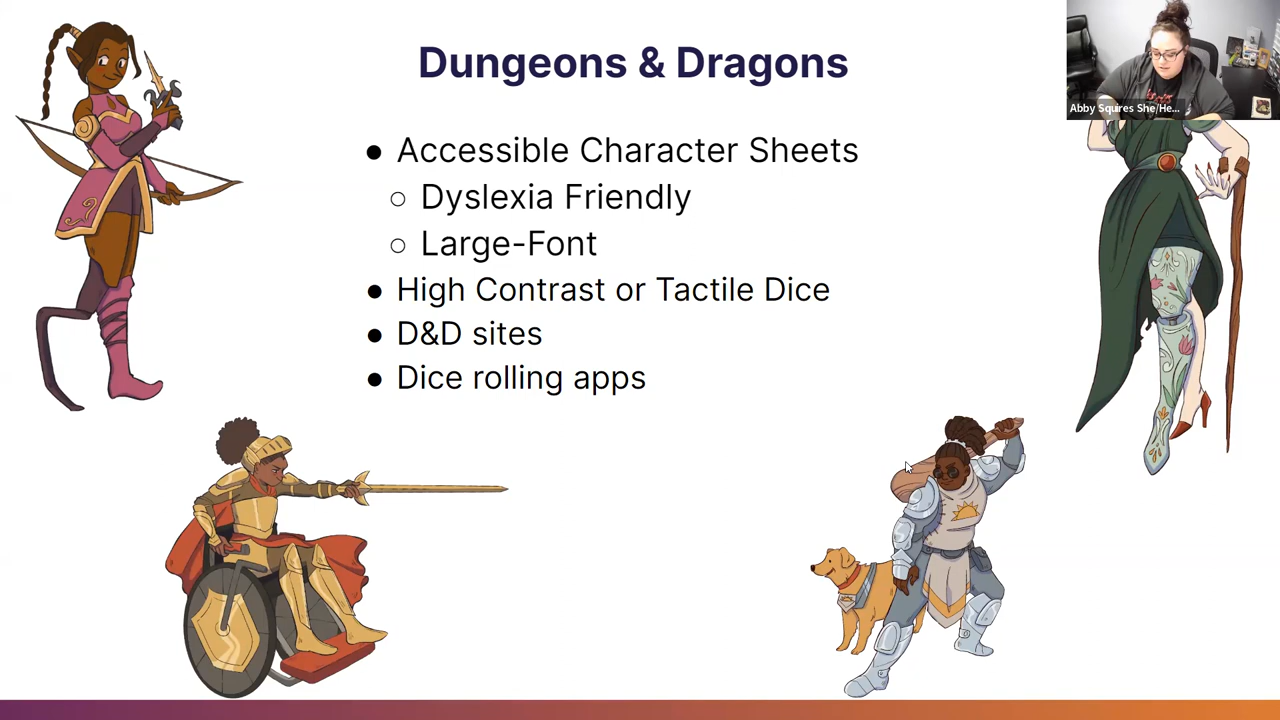 Dungeons & Dragons
Abby Squires She/He...
● Accessible Character Sheets
○ Dyslexia Friendly
○ Large-Font
● High Contrast or Tactile Dice
● D&D sites
● Dice rolling apps